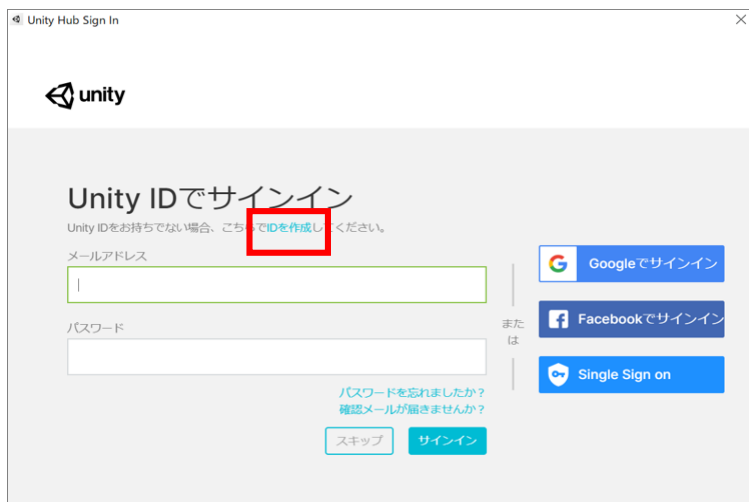 Unity Hub Sign In
unity
Unity IDでサインイン
Unity IDをお持ちでない場合、こちらでIDを作成してください。
メールアドレス
パスワード
パスワードを忘れましたか？
確認メールが届きませんか？
スキップ
サインイン
または
Googleでサインイン
Facebookでサインイン
Single Sign on